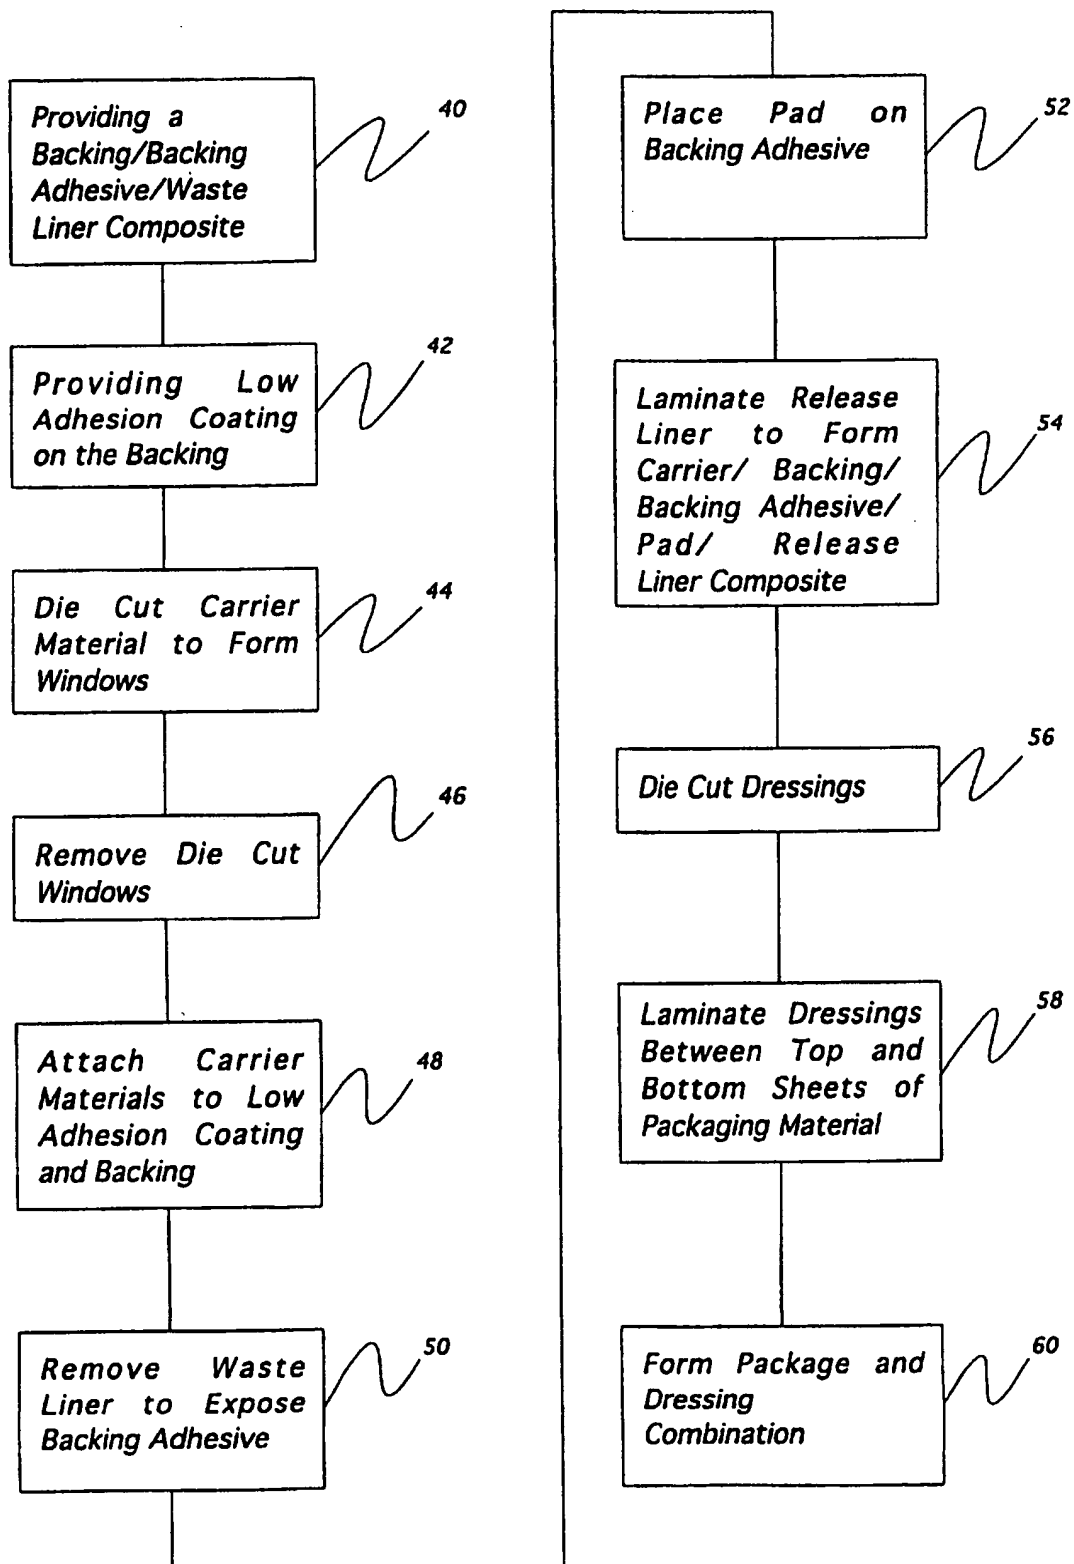 Providing a
Backing/Backing
Adhesive/Waste
Liner Composite
40
Providing Low
Adhesion Coating
on the Backing
42
Die Cut Carrier
Material to Form
Windows
44
Remove Die Cut
Windows
46
Attach Carrier
Materials to Low
Adhesion Coating
and Backing
48
Remove Waste
Liner to Expose
Backing Adhesive
50
Place Pad on
Backing Adhesive
52
Laminate Release
Liner to Form
Carrier/ Backing/
Backing Adhesive/
Pad/ Release
Liner Composite
54
Die Cut Dressings
56
Laminate Dressings
Between Top and
Bottom Sheets of
Packaging Material
58
Form Package and
Dressing
Combination
60